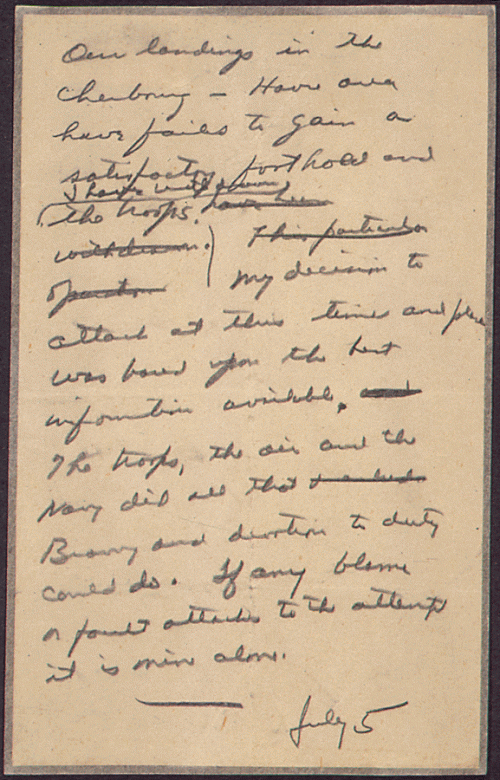 Our landings in the
Cherbourg - Havre area
have failed to gain a
satisfactory foothold and
I have withdrawn
the troops. have been
withdrawn. This particular
operation My decision to
attack at this time and place
was based upon the best
information available, and
The troops, the air and the
Navy did all that
Bravery and devotion to duty
could do. If any blame
or fault attaches to the attempt
it is mine alone.
July 5